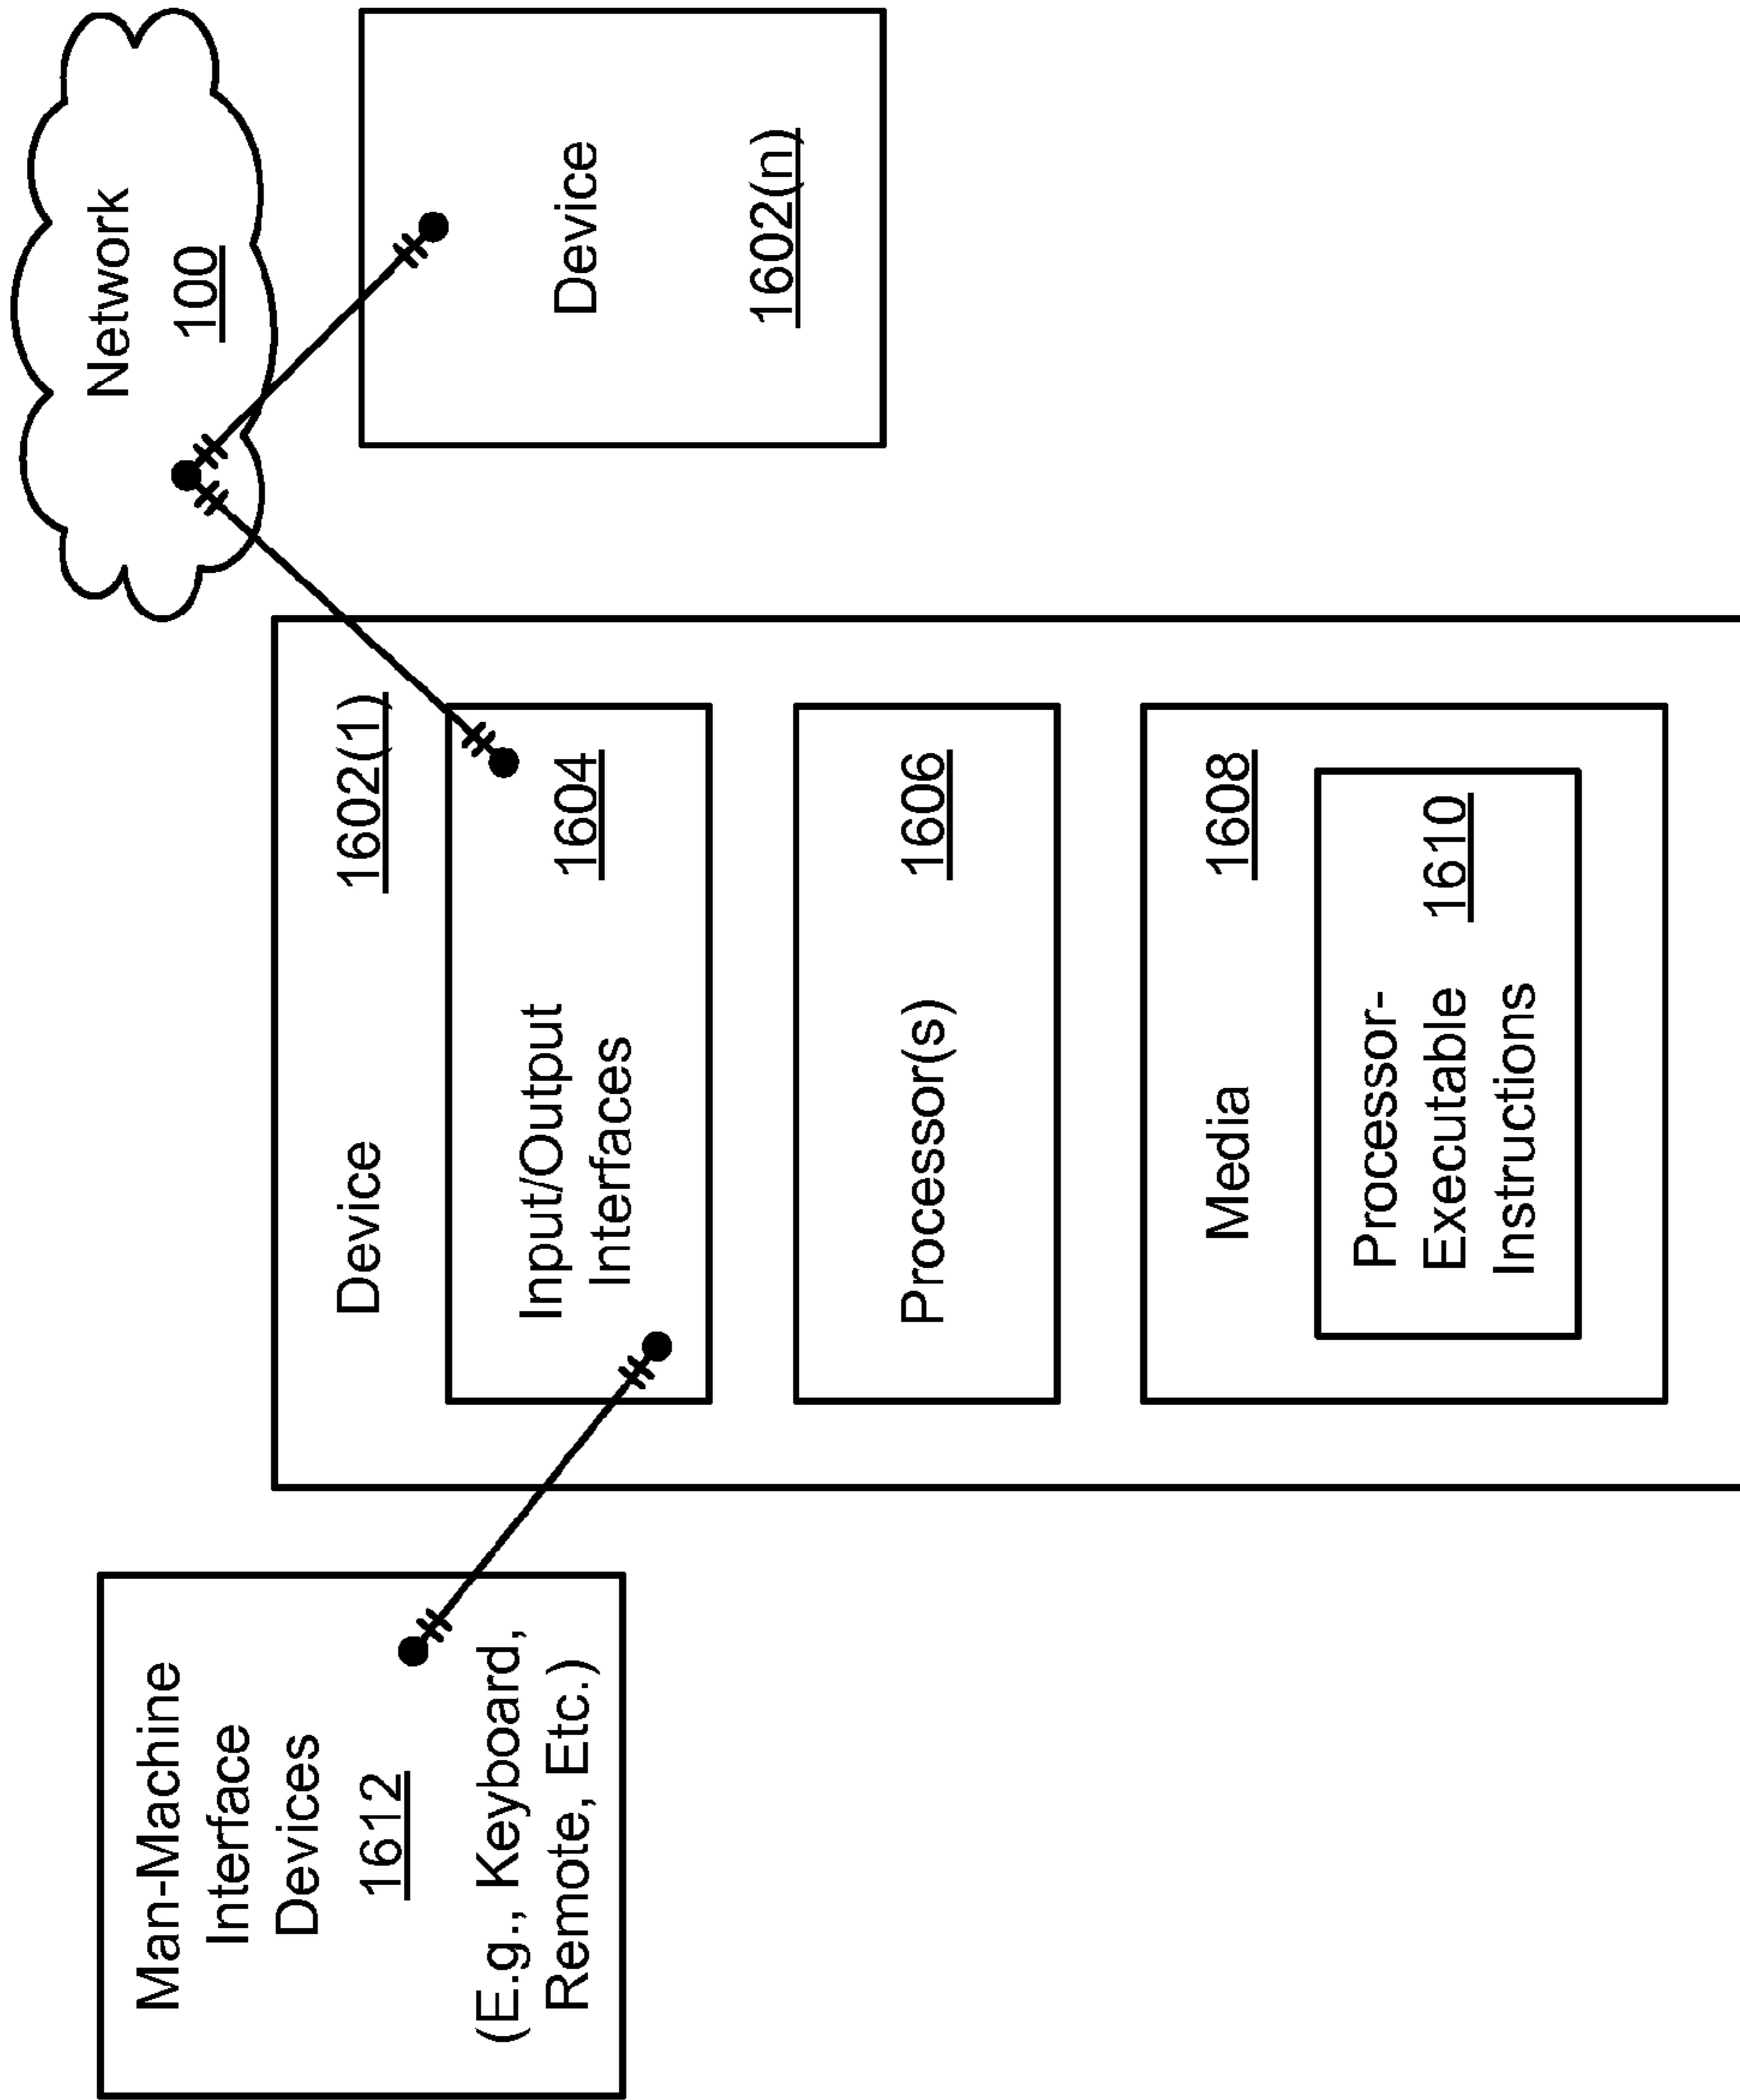 Man-Machine
Interface
Devices
1612
(E.g., Keyboard,
Remote, Etc.)
Device 1602(1)
Input/Output
Interfaces
1604
Processor(s) 1606
Media 1608
Processor-
Executable 1610
Instructions
Network
100
Device
1602(n)